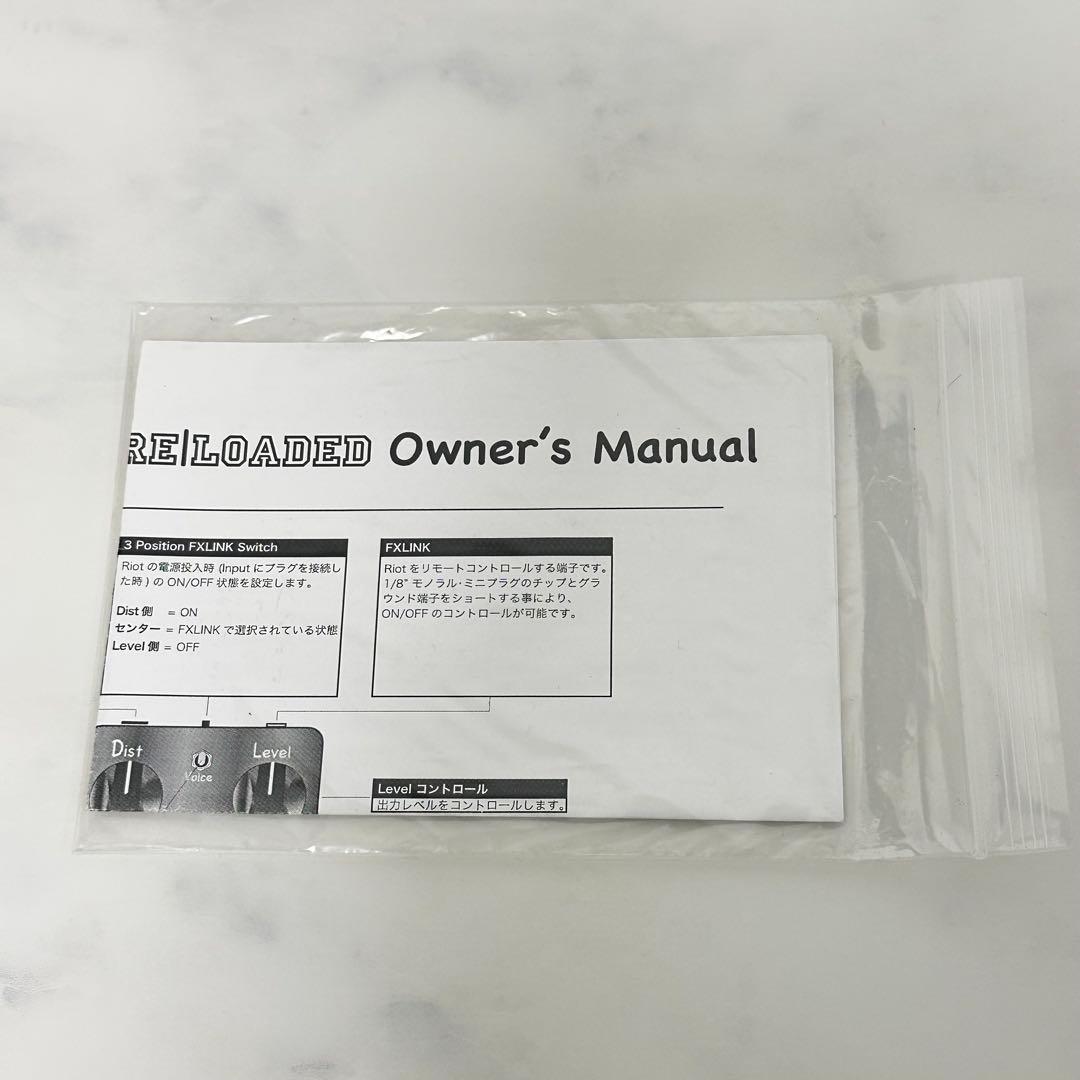 RE|LOADED Owner's Manual
3 Position FXLINK Switch
Riot の電源投入時 (Input にプラグを接続し
た時 ) の ON/OFF 状態を設定します。
Dist 側 = ON
センター = FXLINK で選択されている状態
Level 側 = OFF
FXLINK
Riot をリモートコントロールする端子です。
1/8" モノラル・ミニプラグのチップとグラ
ウンド端子をショートする事により、
ON/OFF のコントロールが可能です。
Dist
Voice
Level
Level コントロール
出力レベルをコントロールします。